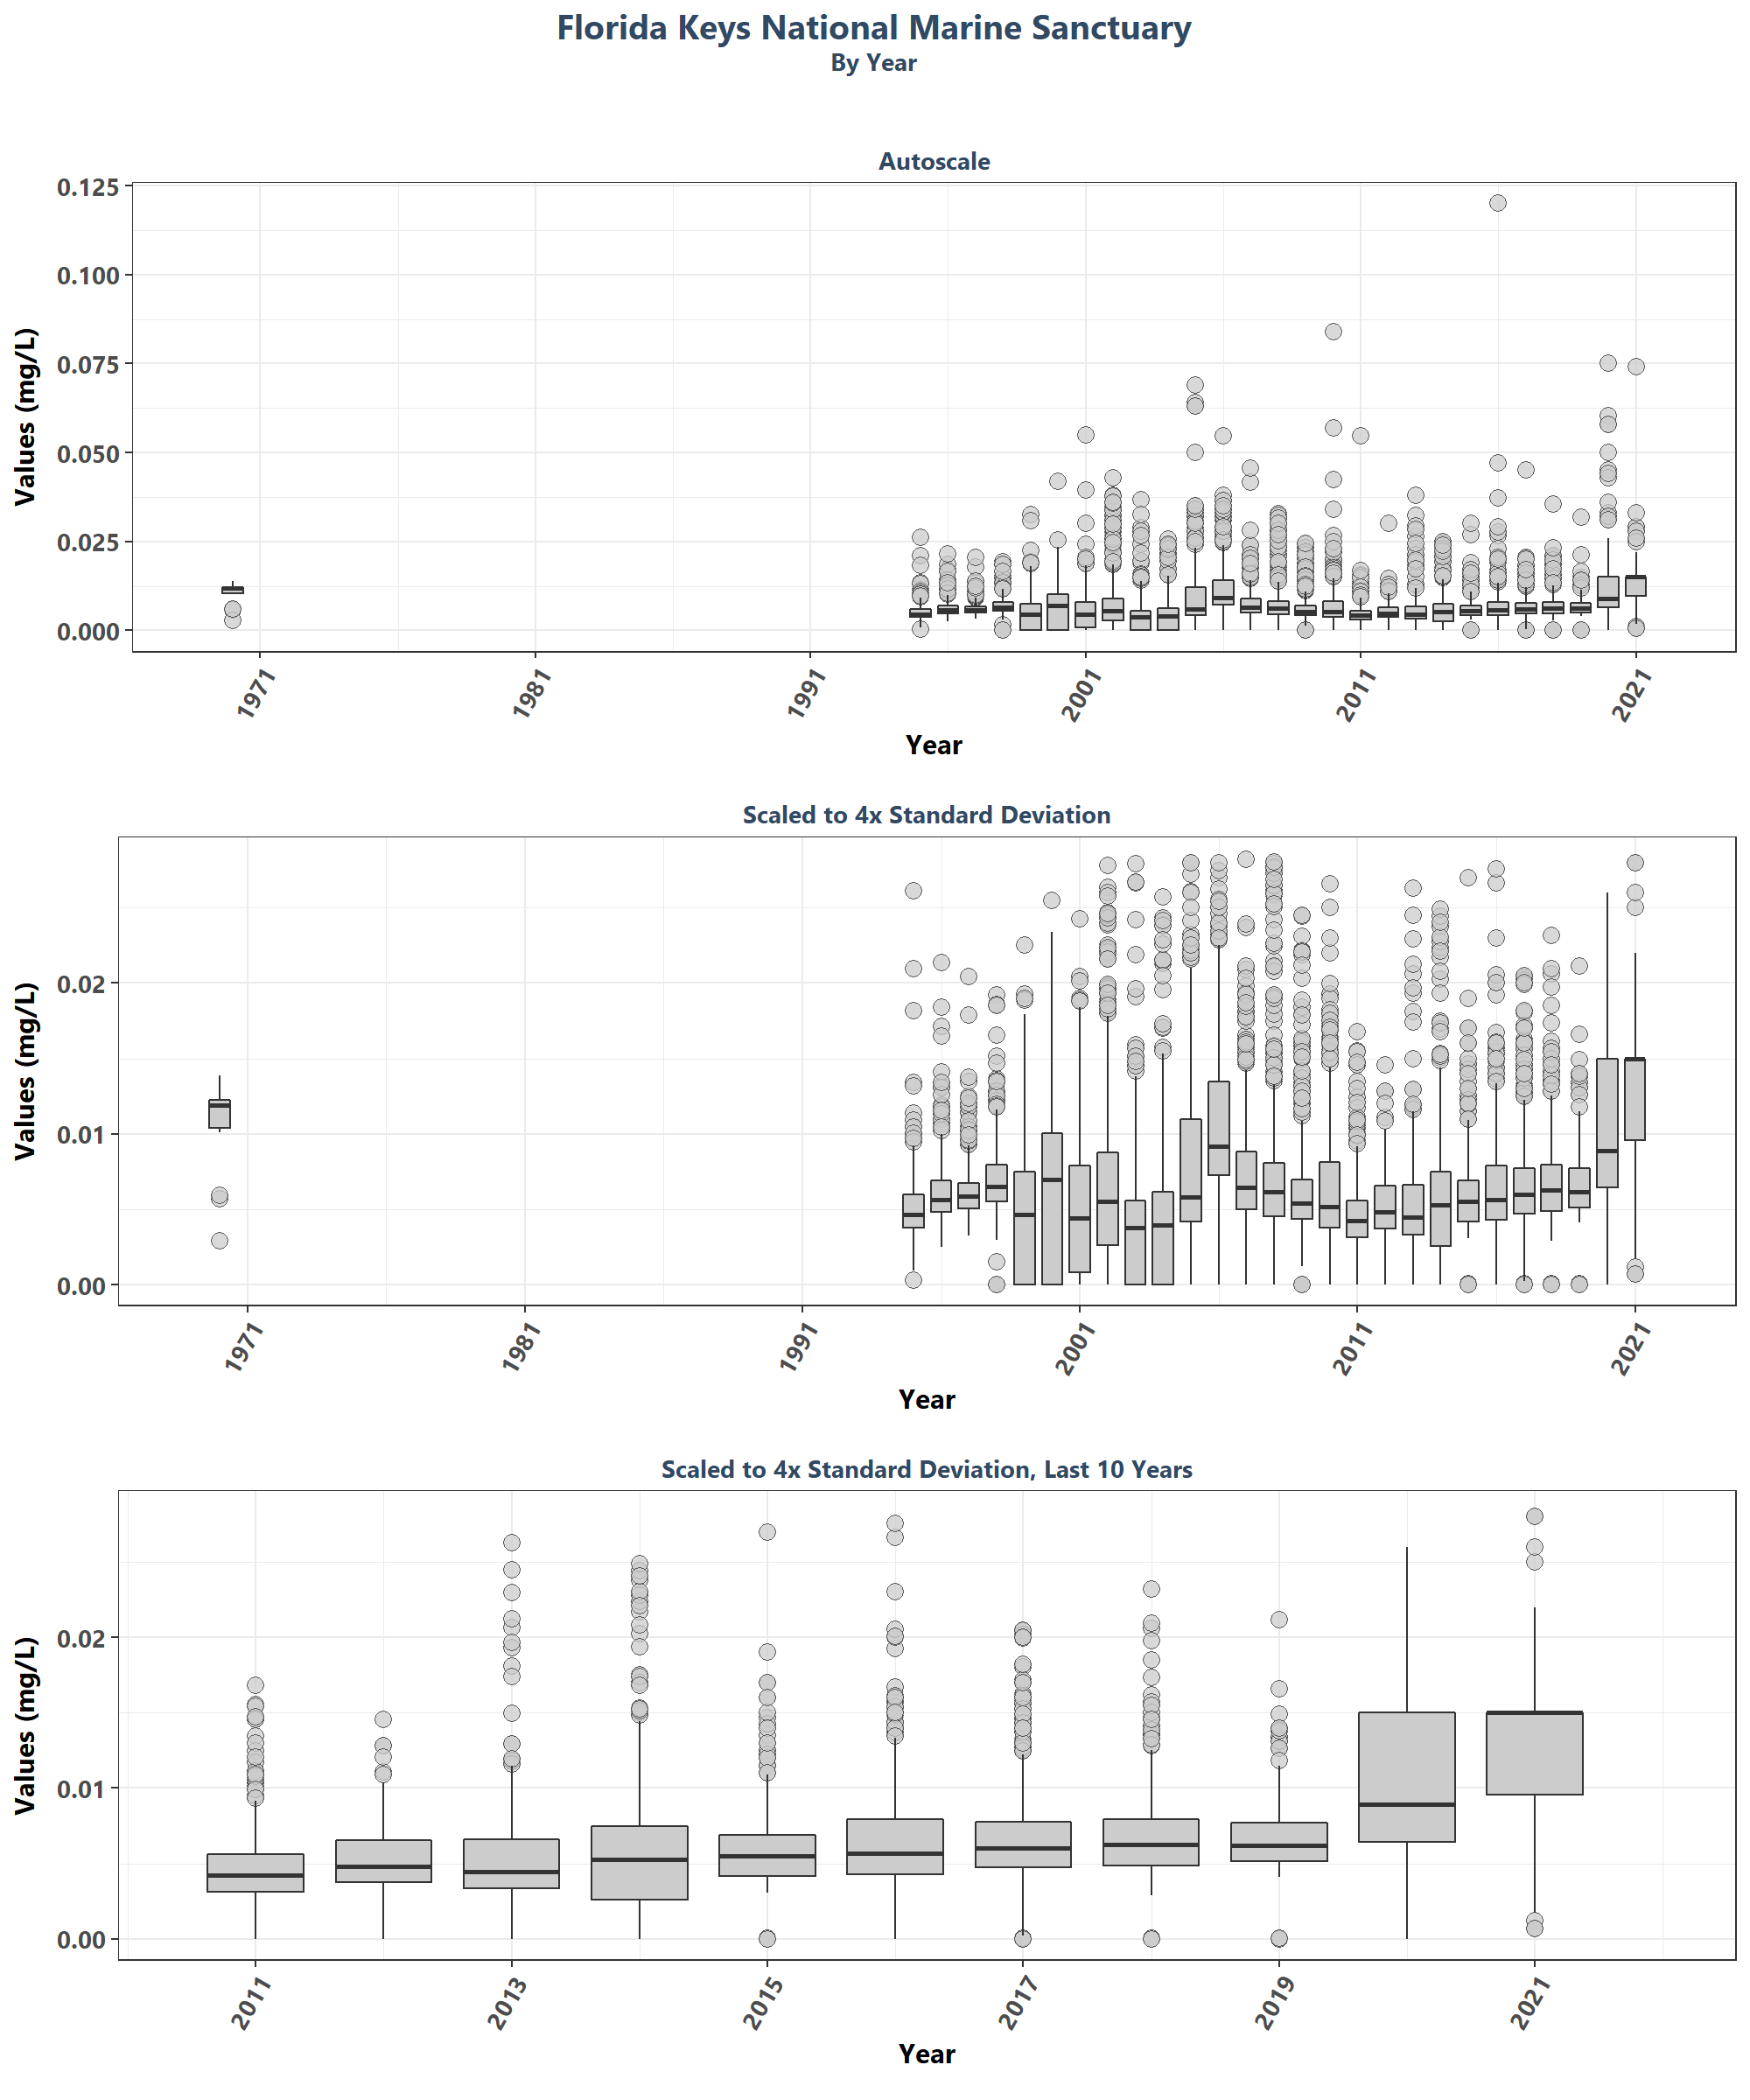 Florida Keys National Marine Sanctuary
By Year
Autoscale
Values (mg/L)
0.125
0.100
0.075
0.050
0.025
0.000
1971 1981 1991 2001 2011 2021
Year
Scaled to 4x Standard Deviation
Values (mg/L)
0.02
0.01
0.00
1971 1981 1991 2001 2011 2021
Year
Scaled to 4x Standard Deviation, Last 10 Years
Values (mg/L)
0.02
0.01
0.00
2011 2013 2015 2017 2019 2021
Year